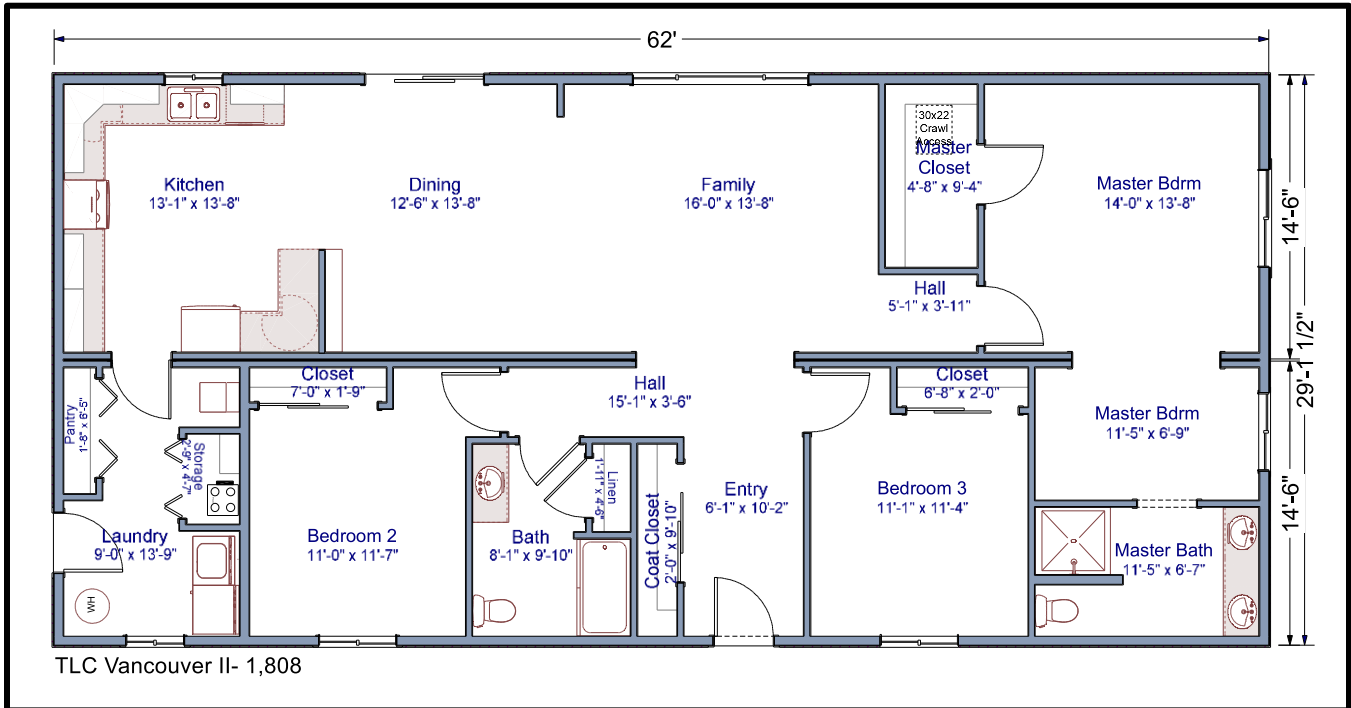 62'
30x22
Crawl
Access
Master
Closet
4'-8" x 9'-4"
Kitchen
13'-1" x 13'-8"
Dining
12'-6" x 13'-8"
Family
16'-0" x 13'-8"
Master Bdrm
14'-0" x 13'-8"
14'-6"
Hall
5'-1" x 3'-11"
29'-1 1/2"
Closet
7'-0" x 1'-9"
Hall
15'-1" x 3'-6"
Closet
6'-8" x 2'-0"
Pantry
1'-8" x 6'-5"
Master Bdrm
11'-5" x 6'-9"
Storage
2'-9" x 4'-7"
Linen
1'-11" x 4'-6"
Entry
6'-1" x 10'-2"
Bedroom 3
11'-1" x 11'-4"
14'-6"
Laundry
9'-0" x 13'-9"
Bedroom 2
11'-0" x 11'-7"
Bath
8'-1" x 9'-10"
Coat Closet
2'-0" x 9'-10"
Master Bath
11'-5" x 6'-7"
WH
TLC Vancouver II- 1,808